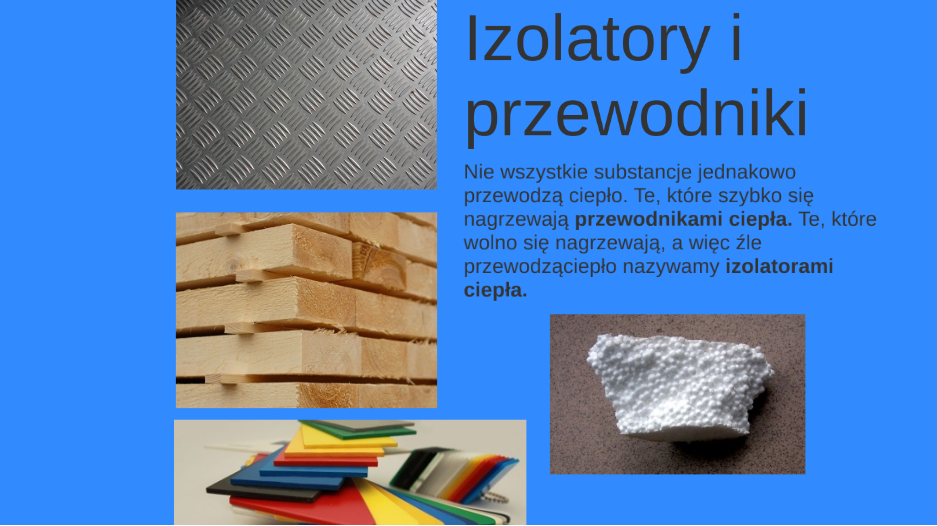 Izolatory i
przewodniki
Nie wszystkie substancje jednakowo
przewodzą ciepło. Te, które szybko się
nagrzewają przewodnikami ciepła. Te, które
wolno się nagrzewają, a więc źle
przewodząciepło nazywamy izolatorami
ciepła.